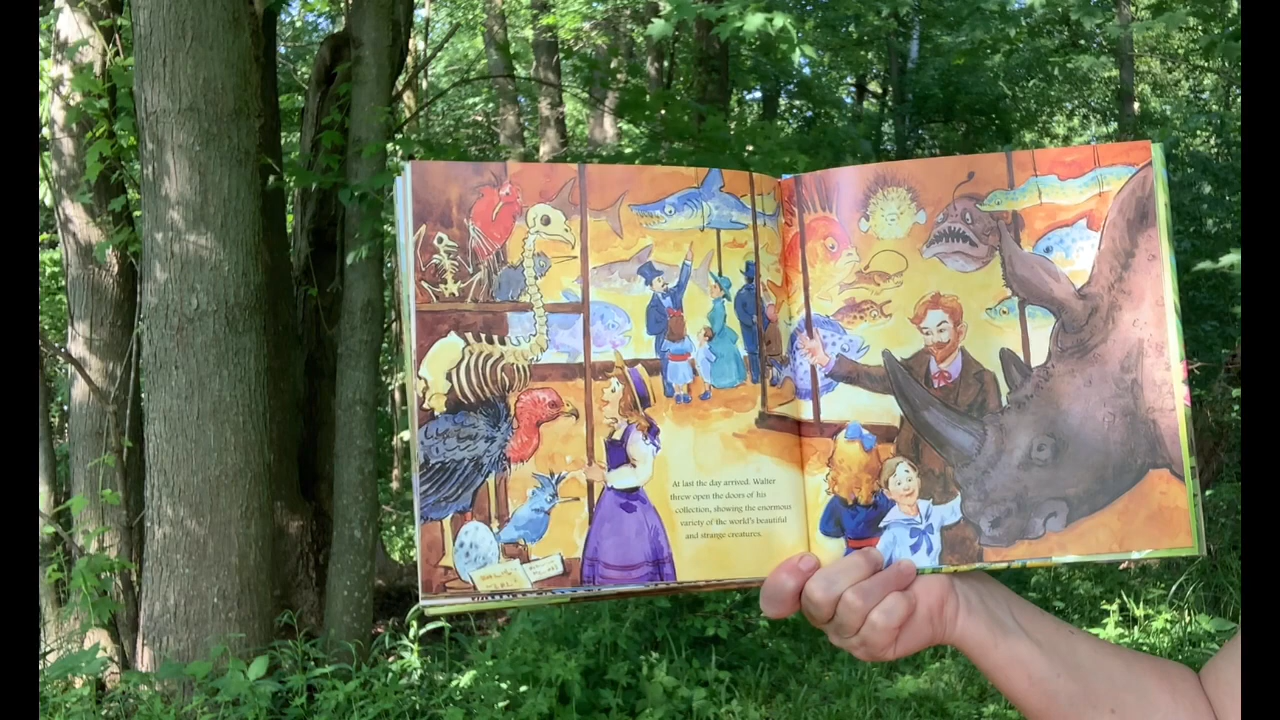 At last the day arrived. Walter
threw open the doors of his
collection, showing the enormous
variety of the world's beautiful
and strange creatures.